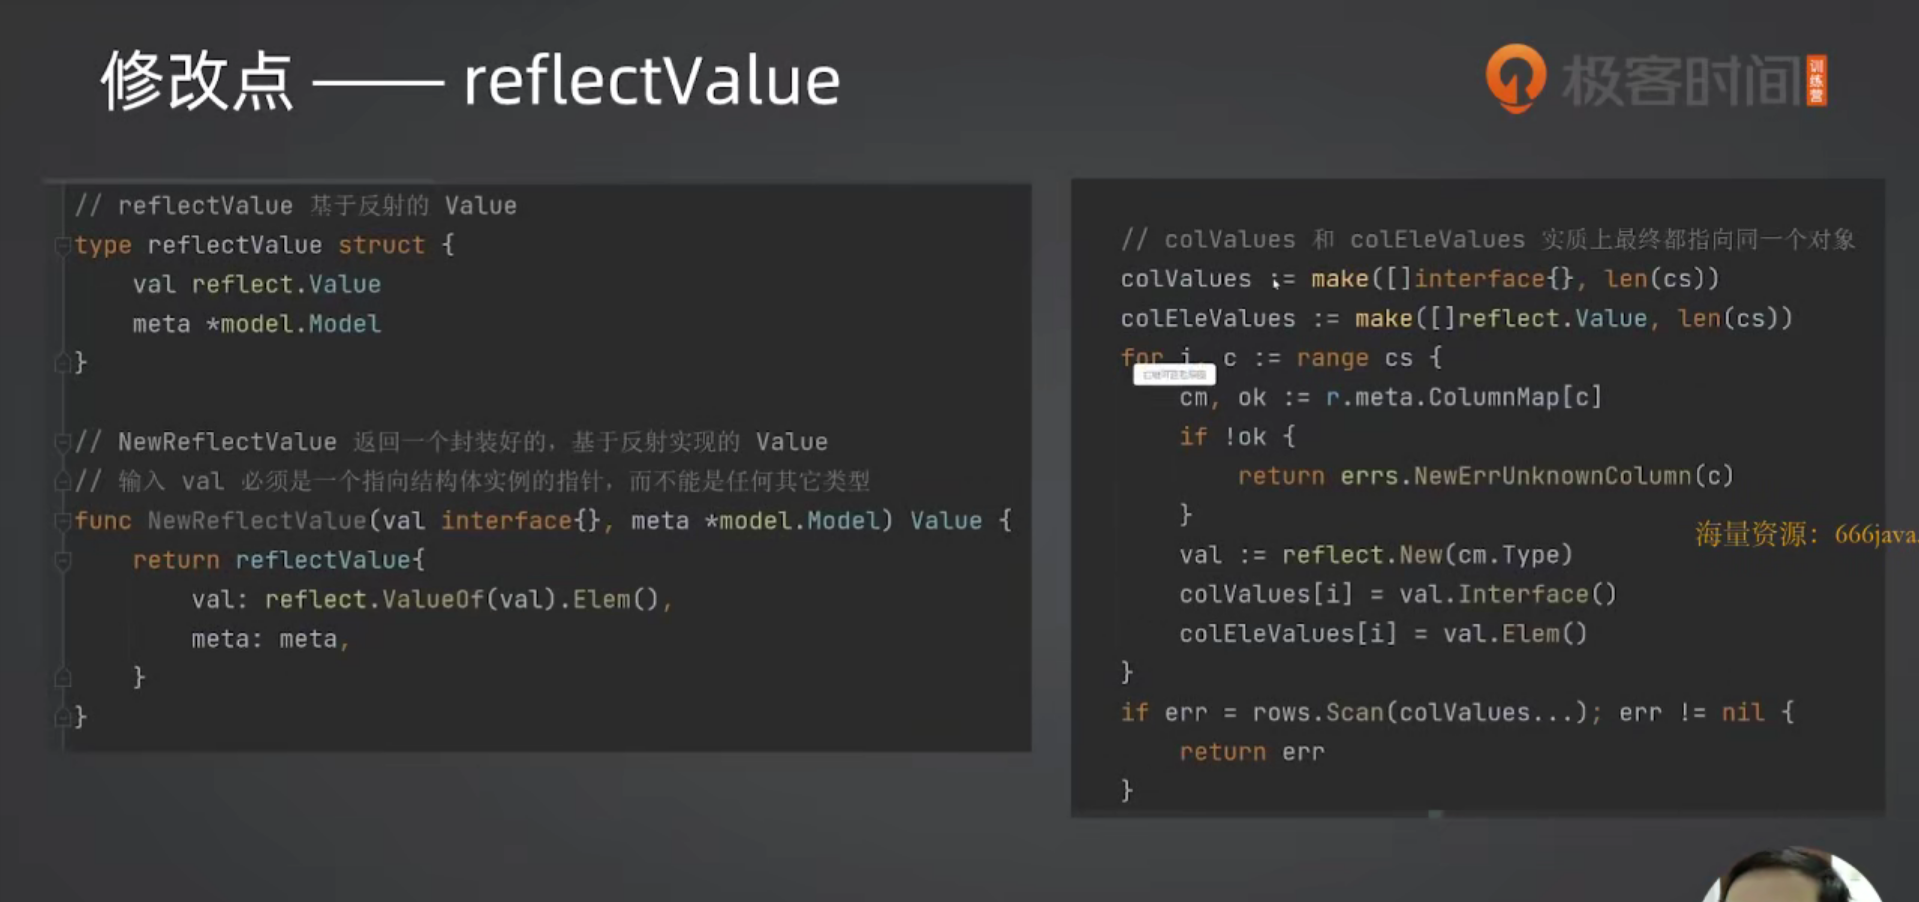 修改点 —— reflectValue
极客时间 训练营
// reflectValue 基于反射的 Value
type reflectValue struct {
    val reflect.Value
    meta *model.Model
}
// NewReflectValue 返回一个封装好的，基于反射实现的 Value
// 输入 val 必须是一个指向结构体实例的指针，而不能是任何其它类型
func NewReflectValue(val interface{}, meta *model.Model) Value {
    return reflectValue{
        val: reflect.ValueOf(val).Elem(),
        meta: meta,
    }
}
// colValues 和 colEleValues 实质上最终都指向同一个对象
colValues := make([]interface{}, len(cs))
colEleValues := make([]reflect.Value, len(cs))
for i, c := range cs {
    cm, ok := r.meta.ColumnMap[c]
    if !ok {
        return errs.NewErrUnknownColumn(c)
    }
    val := reflect.New(cm.Type)
    colValues[i] = val.Interface()
    colEleValues[i] = val.Elem()
}
if err = rows.Scan(colValues...); err != nil {
    return err
}
海量资源：666java.